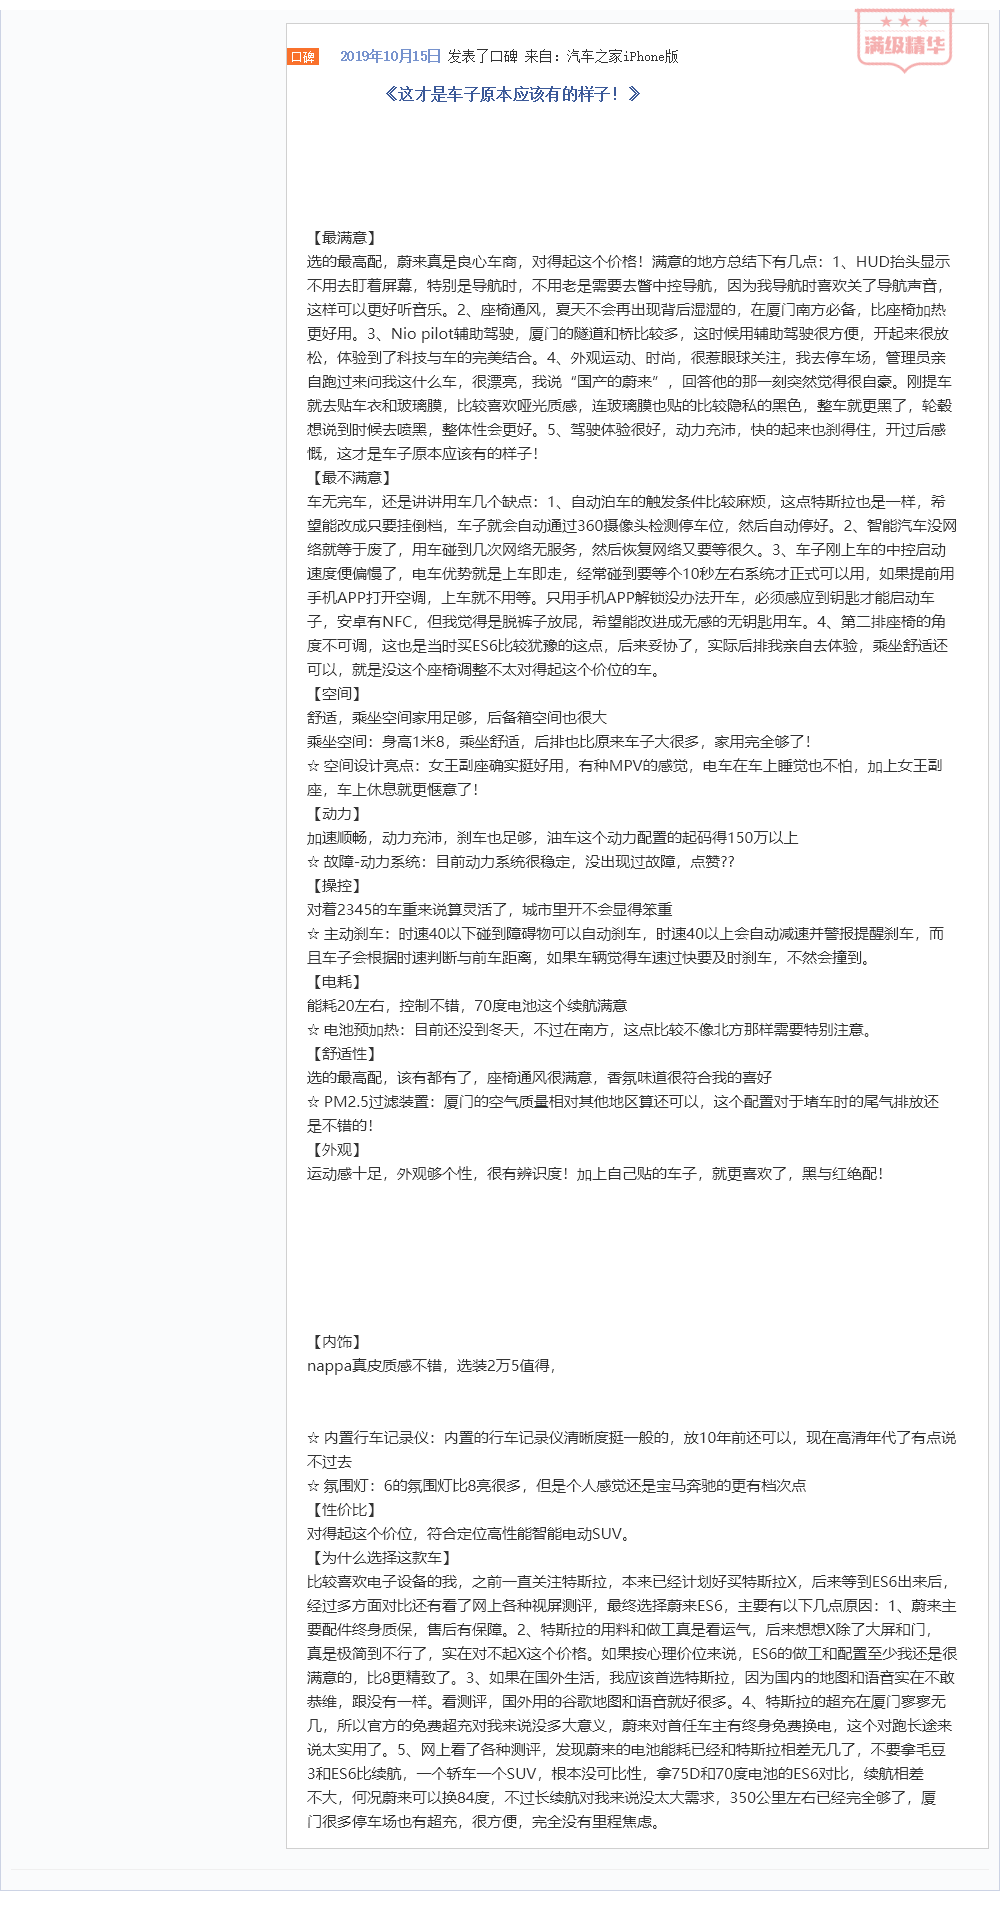 满级精华
口碑 2019年10月15日 发表了口碑 来自：汽车之家iPhone版
《这才是车子原本应该有的样子！》
【最满意】
选的最高配，蔚来真是良心车商，对得起这个价格！满意的地方总结下有几点：1、HUD抬头显示
不用去盯着屏幕，特别是导航时，不用老是需要去瞥中控导航，因为我导航时喜欢关了导航声音，
这样可以更好听音乐。2、座椅通风，夏天不会再出现背后湿湿的，在厦门南方必备，比座椅加热
更好用。3、Nio pilot辅助驾驶，厦门的隧道和桥比较多，这时候用辅助驾驶很方便，开起来很放
松，体验到了科技与车的完美结合。4、外观运动、时尚，很惹眼球关注，我去停车场，管理员亲
自跑过来问我这什么车，很漂亮，我说“国产的蔚来”，回答他的那一刻突然觉得很自豪。刚提车
就去贴车衣和玻璃膜，比较喜欢哑光质感，连玻璃膜也贴的比较隐私的黑色，整车就更黑了，轮毂
想说到时候去喷黑，整体性会更好。5、驾驶体验很好，动力充沛，快的起来也刹得住，开过后感
慨，这才是车子原本应该有的样子！
【最不满意】
车无完车，还是讲讲用车几个缺点：1、自动泊车的触发条件比较麻烦，这点特斯拉也是一样，希
望能改成只要挂倒档，车子就会自动通过360摄像头检测停车位，然后自动停好。2、智能汽车没网
络就等于废了，用车碰到几次网络无服务，然后恢复网络又要等很久。3、车子刚上车的中控启动
速度便偏慢了，电车优势就是上车即走，经常碰到要等个10秒左右系统才正式可以用，如果提前用
手机APP打开空调，上车就不用等。只用手机APP解锁没办法开车，必须感应到钥匙才能启动车
子，安卓有NFC，但我觉得是脱裤子放屁，希望能改进成无感的无钥匙用车。4、第二排座椅的角
度不可调，这也是当时买ES6比较犹豫的这点，后来妥协了，实际后排我亲自去体验，乘坐舒适还
可以，就是没这个座椅调整不太对得起这个价位的车。
【空间】
舒适，乘坐空间家用足够，后备箱空间也很大
乘坐空间：身高1米8，乘坐舒适，后排也比原来车子大很多，家用完全够了！
☆ 空间设计亮点：女王副座确实挺好用，有种MPV的感觉，电车在车上睡觉也不怕，加上女王副
座，车上休息就更惬意了！
【动力】
加速顺畅，动力充沛，刹车也足够，油车这个动力配置的起码得150万以上
☆ 故障-动力系统：目前动力系统很稳定，没出现过故障，点赞??
【操控】
对着2345的车重来说算灵活了，城市里开不会显得笨重
☆ 主动刹车：时速40以下碰到障碍物可以自动刹车，时速40以上会自动减速并警报提醒刹车，而
且车子会根据时速判断与前车距离，如果车辆觉得车速过快要及时刹车，不然会撞到。
【电耗】
能耗20左右，控制不错，70度电池这个续航满意
☆ 电池预加热：目前还没到冬天，不过在南方，这点比较不像北方那样需要特别注意。
【舒适性】
选的最高配，该有都有了，座椅通风很满意，香氛味道很符合我的喜好
☆ PM2.5过滤装置：厦门的空气质量相对其他地区算还可以，这个配置对于堵车时的尾气排放还
是不错的！
【外观】
运动感十足，外观够个性，很有辨识度！加上自己贴的车子，就更喜欢了，黑与红绝配！
【内饰】
nappa真皮质感不错，选装2万5值得，
☆ 内置行车记录仪：内置的行车记录仪清晰度挺一般的，放10年前还可以，现在高清年代了有点说
不过去
☆ 氛围灯：6的氛围灯比8亮很多，但是个人感觉还是宝马奔驰的更有档次点
【性价比】
对得起这个价位，符合定位高性能智能电动SUV。
【为什么选择这款车】
比较喜欢电子设备的我，之前一直关注特斯拉，本来已经计划好买特斯拉X，后来等到ES6出来后，
经过多方面对比还有看了网上各种视屏测评，最终选择蔚来ES6，主要有以下几点原因：1、蔚来主
要配件终身质保，售后有保障。2、特斯拉的用料和做工真是看运气，后来想想X除了大屏和门，
真是极简到不行了，实在对不起X这个价格。如果按心理价位来说，ES6的做工和配置至少我还是很
满意的，比8更精致了。3、如果在国外生活，我应该首选特斯拉，因为国内的地图和语音实在不敢
恭维，跟没有一样。看测评，国外用的谷歌地图和语音就好很多。4、特斯拉的超充在厦门寥寥无
几，所以官方的免费超充对我来说没多大意义，蔚来对首任车主有终身免费换电，这个对跑长途来
说太实用了。5、网上看了各种测评，发现蔚来的电池能耗已经和特斯拉相差无几了，不要拿毛豆
3和ES6比续航，一个轿车一个SUV，根本没可比性，拿75D和70度电池的ES6对比，续航相差
不大，何况蔚来可以换84度，不过长续航对我来说没太大需求，350公里左右已经完全够了，厦
门很多停车场也有超充，很方便，完全没有里程焦虑。